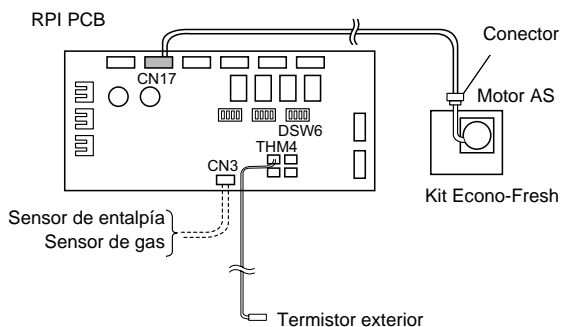 RPI PCB
Conector
CN17
Motor AS
DSW6
THM4
CN3
Kit Econo-Fresh
Sensor de entalpía
Sensor de gas
Termistor exterior